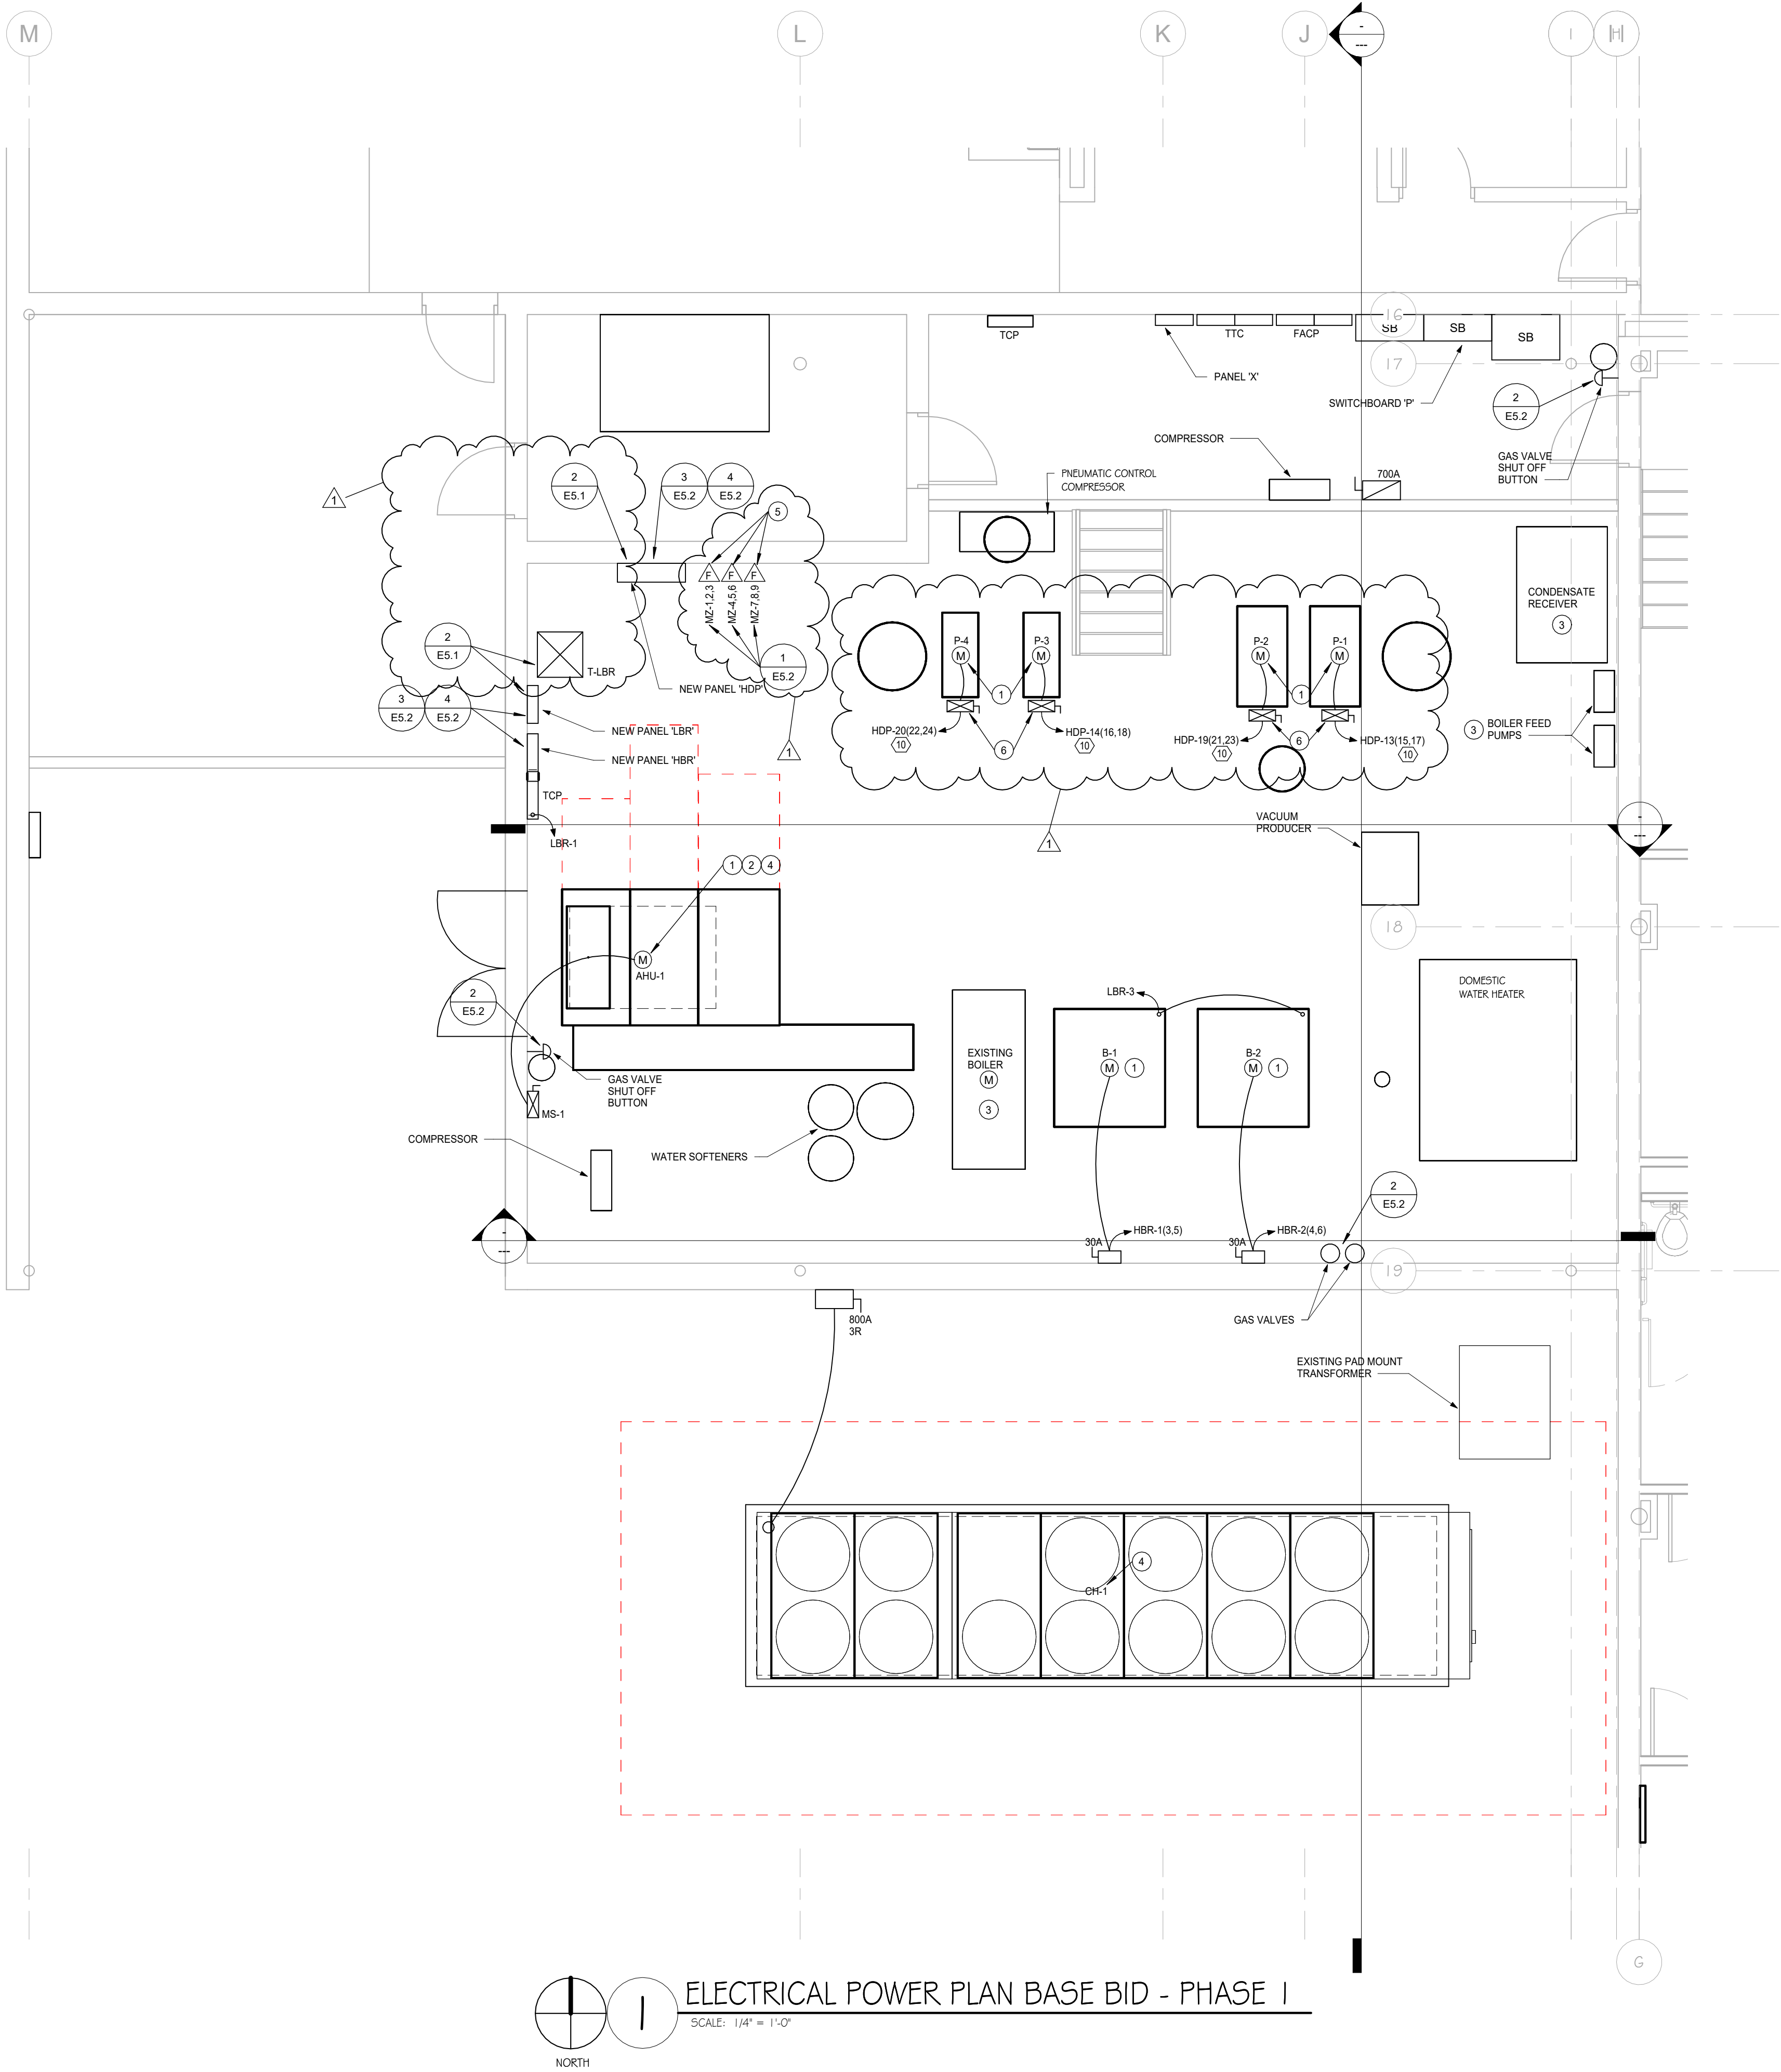 M
L
K
J
-
---
I
H
16
TCP
TTC
FACP
SB
SB
SB
17
PANEL 'X'
SWITCHBOARD 'P'
2
E5.2
COMPRESSOR
GAS VALVE
SHUT OFF
BUTTON
PNEUMATIC CONTROL
COMPRESSOR
700A
1
2
E5.1
3
E5.2
4
E5.2
5
F
F
F
MZ-1,2,3
MZ-4,5,6
MZ-7,8,9
CONDENSATE
RECEIVER
3
2
E5.1
T-LBR
1
E5.2
P-4
M
P-3
M
P-2
M
P-1
M
NEW PANEL 'HDP'
1
1
3
E5.2
4
E5.2
NEW PANEL 'LBR'
HDP-20(22,24)
10
6
HDP-14(16,18)
10
HDP-19(21,23)
10
6
HDP-13(15,17)
10
3
BOILER FEED
PUMPS
NEW PANEL 'HBR'
1
TCP
LBR-1
1
VACUUM
PRODUCER
-
---
1
2
4
18
M
AHU-1
2
E5.2
LBR-3
DOMESTIC
WATER HEATER
EXISTING
BOILER
M
3
B-1
M
1
B-2
M
1
GAS VALVE
SHUT OFF
BUTTON
MS-1
COMPRESSOR
WATER SOFTENERS
2
E5.2
-
---
30A
HBR-1(3,5)
30A
HBR-2(4,6)
19
800A
3R
GAS VALVES
EXISTING PAD MOUNT
TRANSFORMER
4
CH-1
G
1
ELECTRICAL POWER PLAN BASE BID - PHASE 1
SCALE: 1/4" = 1'-0"
NORTH